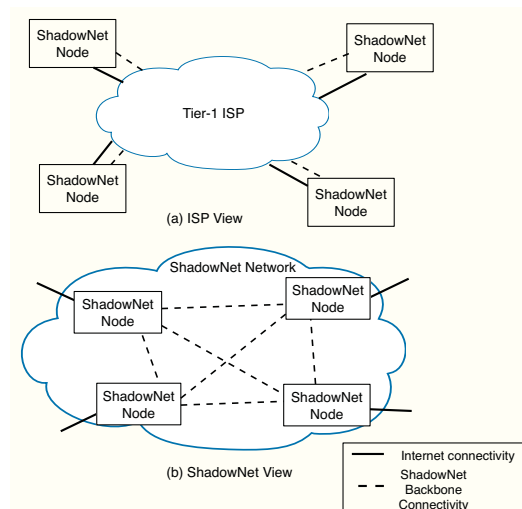 ShadowNet
Node
ShadowNet
Node
Tier-1 ISP
ShadowNet
Node
ShadowNet
Node
(a) ISP View
ShadowNet Network
ShadowNet
Node
ShadowNet
Node
ShadowNet
Node
ShadowNet
Node
(b) ShadowNet View
Internet connectivity
ShadowNet
Backbone
Connectivity